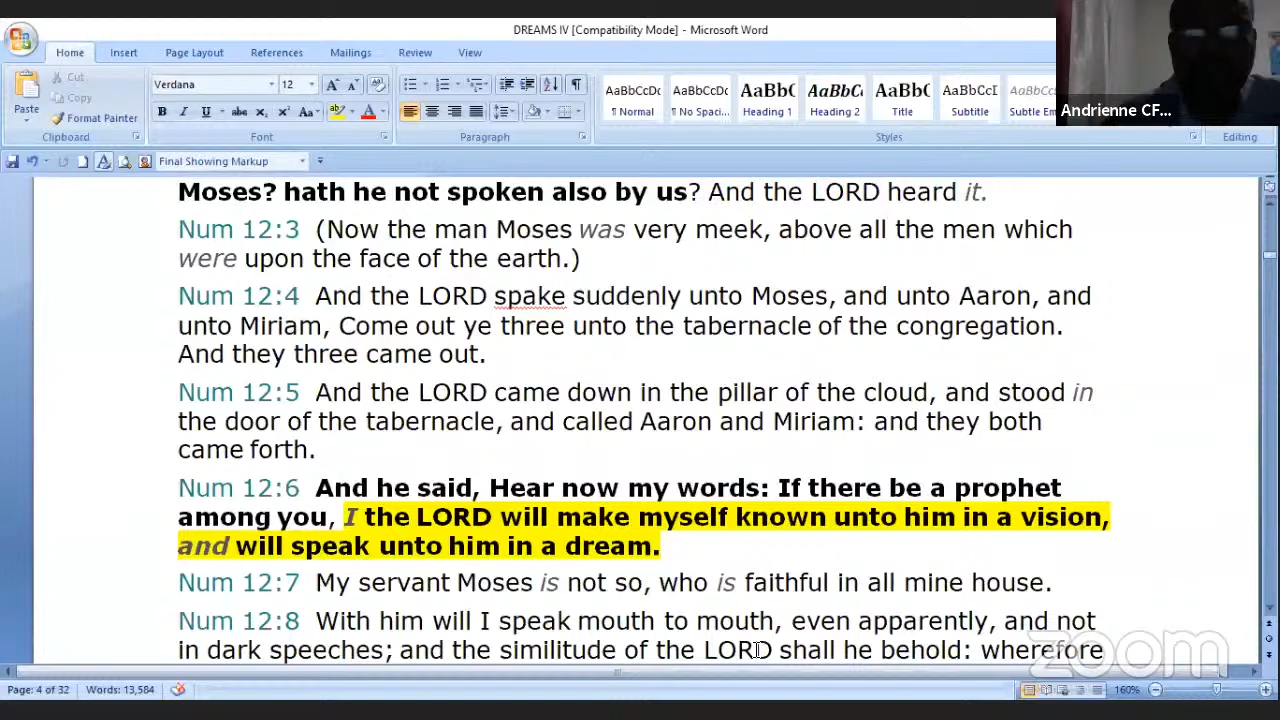 DREAMS IV [Compatibility Mode] - Microsoft Word
Home Insert Page Layout References Mailings Review View
Andrienne CF...
Cut
Copy
Paste
Format Painter
Verdana 12
AaBbCcDc AaBbCcDc AaBbC AaBbCc AaBbC AaBbCcI AaBbCcDc
¶ Normal ¶ No Spaci... Heading 1 Heading 2 Title Subtitle Subtle Em
Clipboard Font Paragraph Styles Editing
Final Showing Markup
Moses? hath he not spoken also by us? And the LORD heard it.
Num 12:3 (Now the man Moses was very meek, above all the men which
were upon the face of the earth.)
Num 12:4 And the LORD spake suddenly unto Moses, and unto Aaron, and
unto Miriam, Come out ye three unto the tabernacle of the congregation.
And they three came out.
Num 12:5 And the LORD came down in the pillar of the cloud, and stood in
the door of the tabernacle, and called Aaron and Miriam: and they both
came forth.
Num 12:6 And he said, Hear now my words: If there be a prophet
among you, I the LORD will make myself known unto him in a vision,
and will speak unto him in a dream.
Num 12:7 My servant Moses is not so, who is faithful in all mine house.
Num 12:8 With him will I speak mouth to mouth, even apparently, and not
in dark speeches; and the similitude of the LORD shall he behold: wherefore
zoom
Page: 4 of 32 Words: 13,584 160%